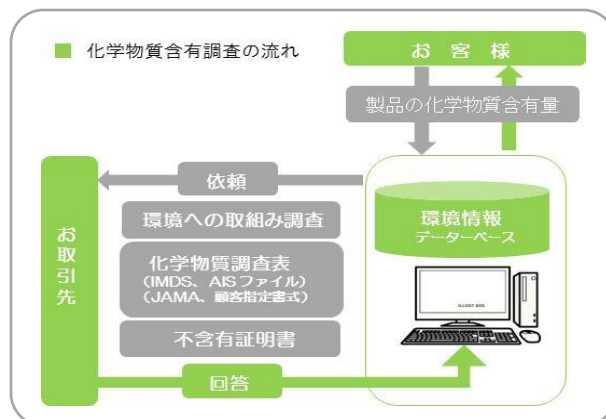 ■ 化学物質含有調査の流れ
お客様
製品の化学物質含有量
依頼
環境への取組み調査
化学物質調査表
(IMDS、AISファイル)
(JAMA、顧客指定書式)
不含有証明書
回答
お取引先
環境情報
データーベース
ILLUST BOX